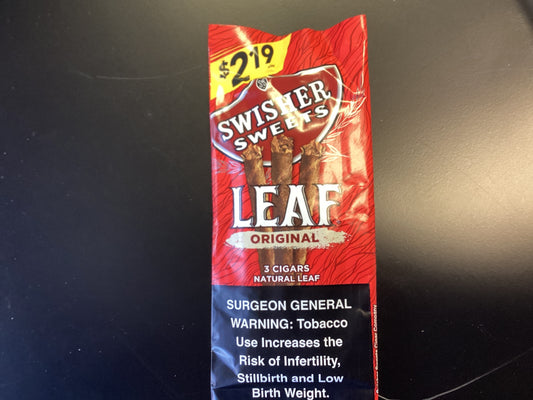 $2.19
SWISHER
SWEETS
LEAF
ORIGINAL
3 CIGARS
NATURAL LEAF
SURGEON GENERAL
WARNING: Tobacco
Use Increases the
Risk of Infertility,
Stillbirth and Low
Birth Weight.